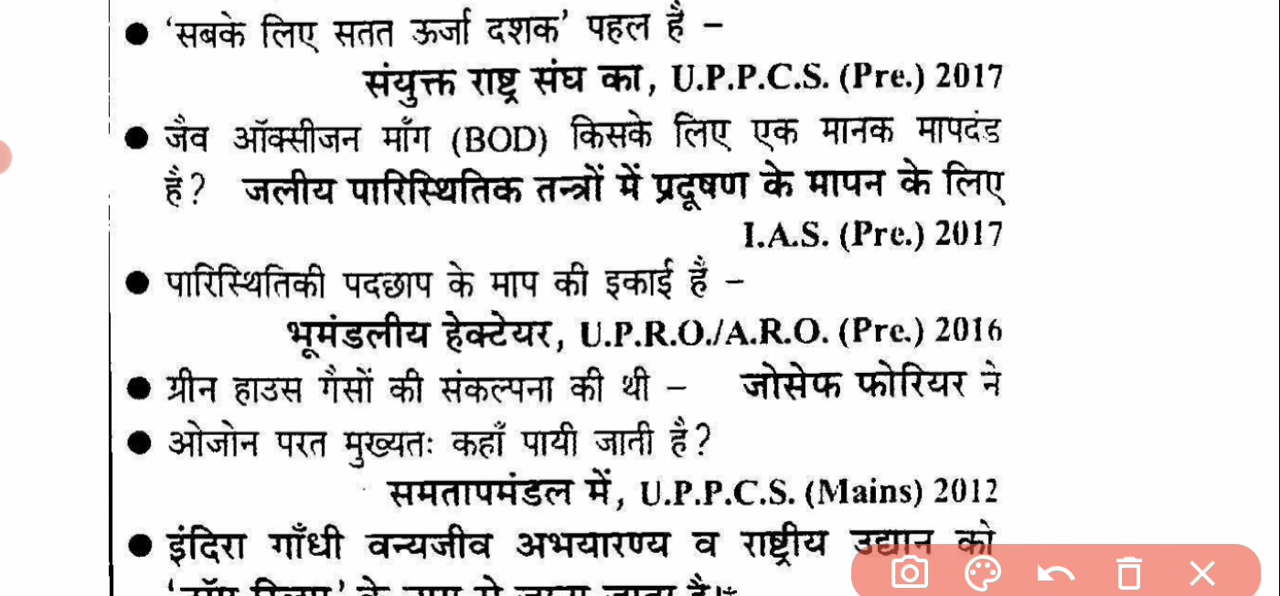 ● 'सबके लिए सतत ऊर्जा दशक' पहल है –
संयुक्त राष्ट्र संघ का, U.P.P.C.S. (Pre.) 2017
● जैव ऑक्सीजन माँग (BOD) किसके लिए एक मानक मापदंड
है? जलीय पारिस्थितिक तन्त्रों में प्रदूषण के मापन के लिए
I.A.S. (Pre.) 2017
● पारिस्थितिकी पदछाप के माप की इकाई है –
भूमंडलीय हेक्टेयर, U.P.R.O./A.R.O. (Pre.) 2016
● ग्रीन हाउस गैसों की संकल्पना की थी – जोसेफ फोरियर ने
● ओजोन परत मुख्यतः कहाँ पायी जाती है?
समतापमंडल में, U.P.P.C.S. (Mains) 2012
● इंदिरा गाँधी वन्यजीव अभयारण्य व राष्ट्रीय उद्यान को
के नाम से जाना जाता है।*